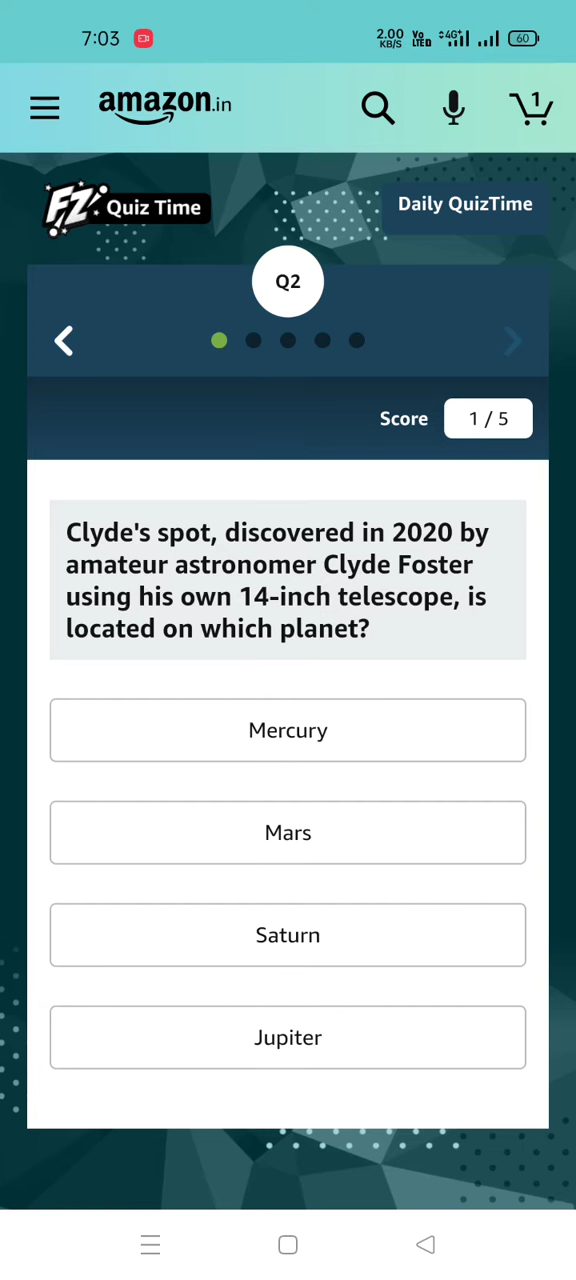 7:03
2.00 KB/S Vo LTED 4G+ 60
amazon.in
1
FZ Quiz Time
Daily QuizTime
Q2
Score 1 / 5
Clyde's spot, discovered in 2020 by
amateur astronomer Clyde Foster
using his own 14-inch telescope, is
located on which planet?
Mercury
Mars
Saturn
Jupiter